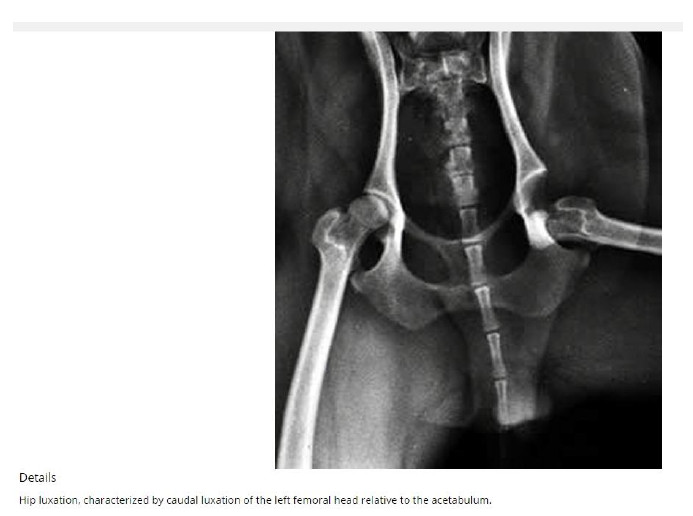 Details
Hip luxation, characterized by caudal luxation of the left femoral head relative to the acetabulum.